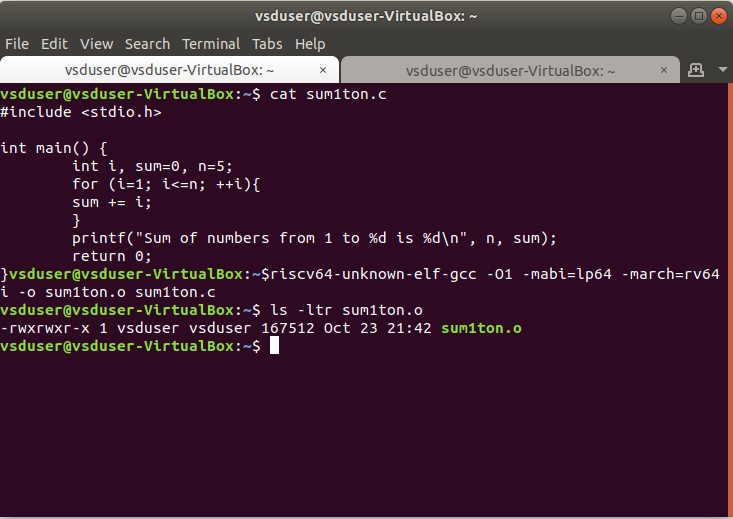 vsduser@vsduser-VirtualBox: ~
File Edit View Search Terminal Tabs Help
vsduser@vsduser-VirtualBox: ~ × vsduser@vsduser-VirtualBox: ~ ×
vsduser@vsduser-VirtualBox:~$ cat sum1ton.c
#include <stdio.h>

int main() {
        int i, sum=0, n=5;
        for (i=1; i<=n; ++i){
        sum += i;
        }
        printf("Sum of numbers from 1 to %d is %d\n", n, sum);
        return 0;
}vsduser@vsduser-VirtualBox:~$riscv64-unknown-elf-gcc -O1 -mabi=lp64 -march=rv64
i -o sum1ton.o sum1ton.c
vsduser@vsduser-VirtualBox:~$ ls -ltr sum1ton.o
-rwxrwxr-x 1 vsduser vsduser 167512 Oct 23 21:42 sum1ton.o
vsduser@vsduser-VirtualBox:~$